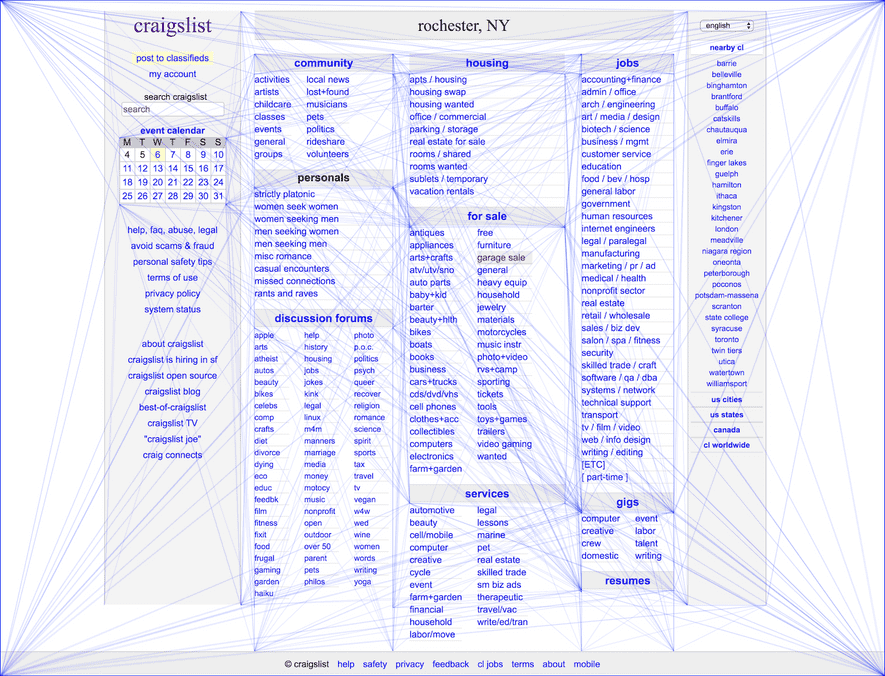 craigslist
post to classifieds
my account
search craigslist
search
event calendar
M T W T F S S
4 5 6 7 8 9 10
11 12 13 14 15 16 17
18 19 20 21 22 23 24
25 26 27 28 29 30 31
help, faq, abuse, legal
avoid scams & fraud
personal safety tips
terms of use
privacy policy
system status
about craigslist
craigslist is hiring in sf
craigslist open source
craigslist blog
best-of-craigslist
craigslist TV
"craigslist joe"
craig connects
rochester, NY
community
activities local news
artists lost+found
childcare musicians
classes pets
events politics
general rideshare
groups volunteers
personals
strictly platonic
women seek women
women seeking men
men seeking women
men seeking men
misc romance
casual encounters
missed connections
rants and raves
discussion forums
apple help photo
arts history p.o.c.
atheist housing politics
autos jobs psych
beauty jokes queer
bikes kink recover
celebs legal religion
comp linux romance
crafts m4m science
diet manners spirit
divorce marriage sports
dying media tax
eco money travel
educ motocy tv
feedbk music vegan
film nonprofit w4w
fitness open wed
fixit outdoor wine
food over 50 women
frugal parent words
gaming pets writing
garden philos yoga
haiku
housing
apts / housing
housing swap
housing wanted
office / commercial
parking / storage
real estate for sale
rooms / shared
rooms wanted
sublets / temporary
vacation rentals
for sale
antiques free
appliances furniture
arts+crafts garage sale
atv/utv/sno general
auto parts heavy equip
baby+kid household
barter jewelry
beauty+hlth materials
bikes motorcycles
boats music instr
books photo+video
business rvs+camp
cars+trucks sporting
cds/dvd/vhs tickets
cell phones tools
clothes+acc toys+games
collectibles trailers
computers video gaming
electronics wanted
farm+garden
services
automotive legal
beauty lessons
cell/mobile marine
computer pet
creative real estate
cycle skilled trade
event sm biz ads
farm+garden therapeutic
financial travel/vac
household write/ed/tran
labor/move
jobs
accounting+finance
admin / office
arch / engineering
art / media / design
biotech / science
business / mgmt
customer service
education
food / bev / hosp
general labor
government
human resources
internet engineers
legal / paralegal
manufacturing
marketing / pr / ad
medical / health
nonprofit sector
real estate
retail / wholesale
sales / biz dev
salon / spa / fitness
security
skilled trade / craft
software / qa / dba
systems / network
technical support
transport
tv / film / video
web / info design
writing / editing
[ETC]
[ part-time ]
gigs
computer event
creative labor
crew talent
domestic writing
resumes
english
nearby cl
barrie
belleville
binghamton
brantford
buffalo
catskills
chautauqua
elmira
erie
finger lakes
guelph
hamilton
ithaca
kingston
kitchener
london
meadville
niagara region
oneonta
peterborough
poconos
potsdam-massena
scranton
state college
syracuse
toronto
twin tiers
utica
watertown
williamsport
us cities
us states
canada
cl worldwide
© craigslist help safety privacy feedback cl jobs terms about mobile